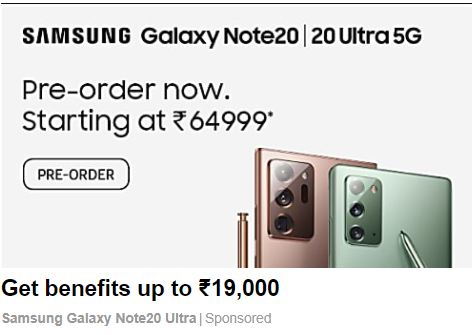 SAMSUNG Galaxy Note20 | 20 Ultra 5G
Pre-order now.
Starting at ₹64999*
PRE-ORDER
Get benefits up to ₹19,000
Samsung Galaxy Note20 Ultra | Sponsored